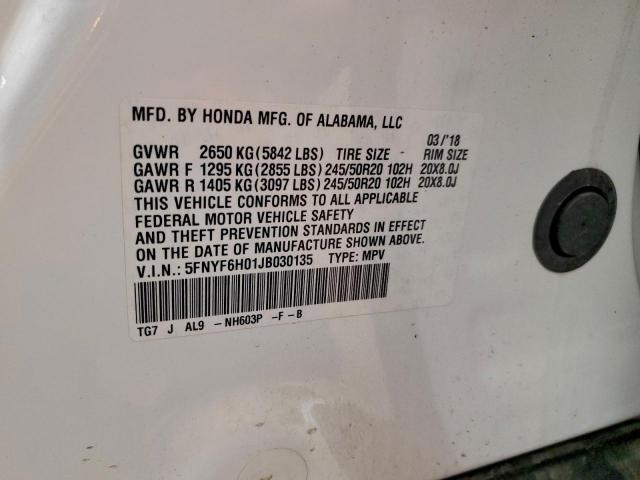 MFD. BY HONDA MFG. OF ALABAMA, LLC
03/'18
GVWR 2650 KG(5842 LBS) TIRE SIZE - RIM SIZE
GAWR F 1295 KG(2855 LBS)245/50R20 102H 20X8.0J
GAWR R 1405 KG(3097 LBS)245/50R20 102H 20X8.0J
THIS VEHICLE CONFORMS TO ALL APPLICABLE
FEDERAL MOTOR VEHICLE SAFETY
AND THEFT PREVENTION STANDARDS IN EFFECT
ON THE DATE OF MANUFACTURE SHOWN ABOVE.
V.I.N.: 5FNYF6H01JB030135 TYPE: MPV
TG7 J AL9 -NH603P -F -B